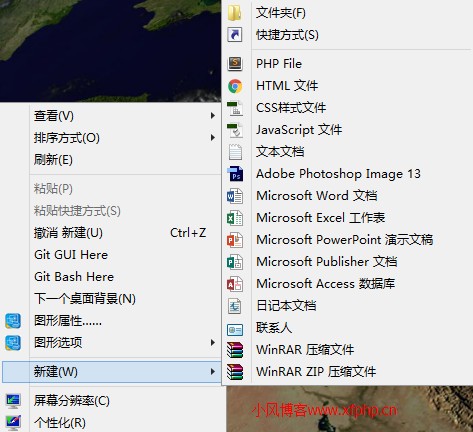 文件夹(F)
快捷方式(S)
PHP File
HTML 文件
CSS样式文件
JavaScript 文件
文本文档
Adobe Photoshop Image 13
Microsoft Word 文档
Microsoft Excel 工作表
Microsoft PowerPoint 演示文稿
Microsoft Publisher 文档
Microsoft Access 数据库
日记本文档
联系人
WinRAR 压缩文件
WinRAR ZIP 压缩文件
查看(V)
排序方式(O)
刷新(E)
粘贴(P)
粘贴快捷方式(S)
撤消 新建(U) Ctrl+Z
Git GUI Here
Git Bash Here
下一个桌面背景(N)
图形属性......
图形选项
新建(W)
屏幕分辨率(C)
个性化(R)
小风博客www.xfphp.cn